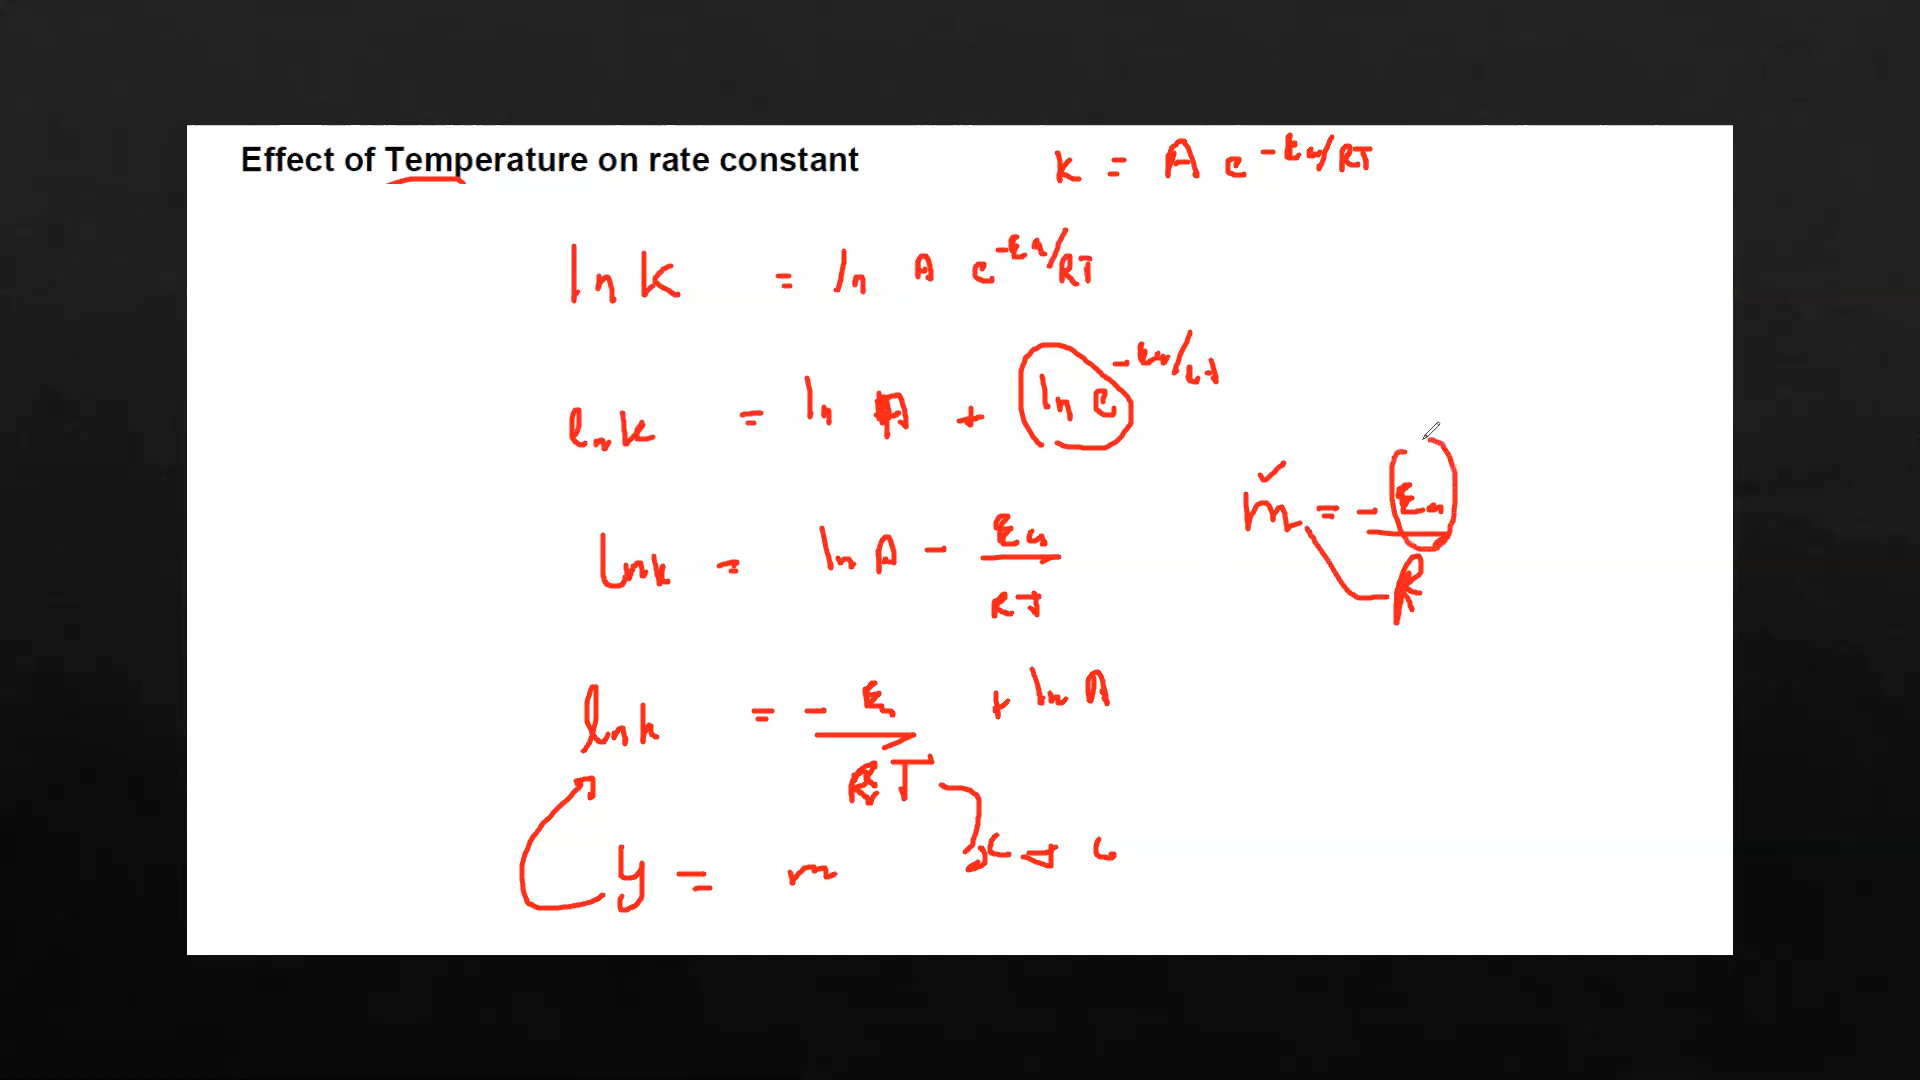 Effect of Temperature on rate constant
k = A e^-Ea/RT
ln k = ln A e^-Ea/RT
ln k = ln A + ln e^-Ea/RT
m = - Ea / R
ln k = ln A - Ea / RT
ln k = - Ea / RT + ln A
y = m x + c